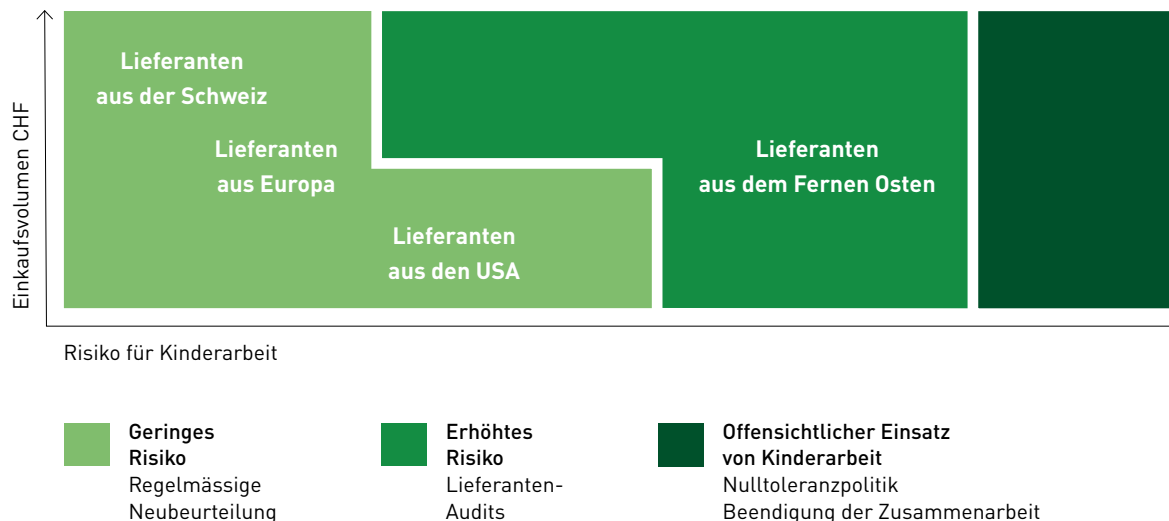 Einkaufsvolumen CHF
Lieferanten
aus der Schweiz
Lieferanten
aus Europa
Lieferanten
aus den USA
Lieferanten
aus dem Fernen Osten
Risiko für Kinderarbeit
Geringes
Risiko
Regelmässige
Neubeurteilung
Erhöhtes
Risiko
Lieferanten-
Audits
Offensichtlicher Einsatz
von Kinderarbeit
Nulltoleranzpolitik
Beendigung der Zusammenarbeit